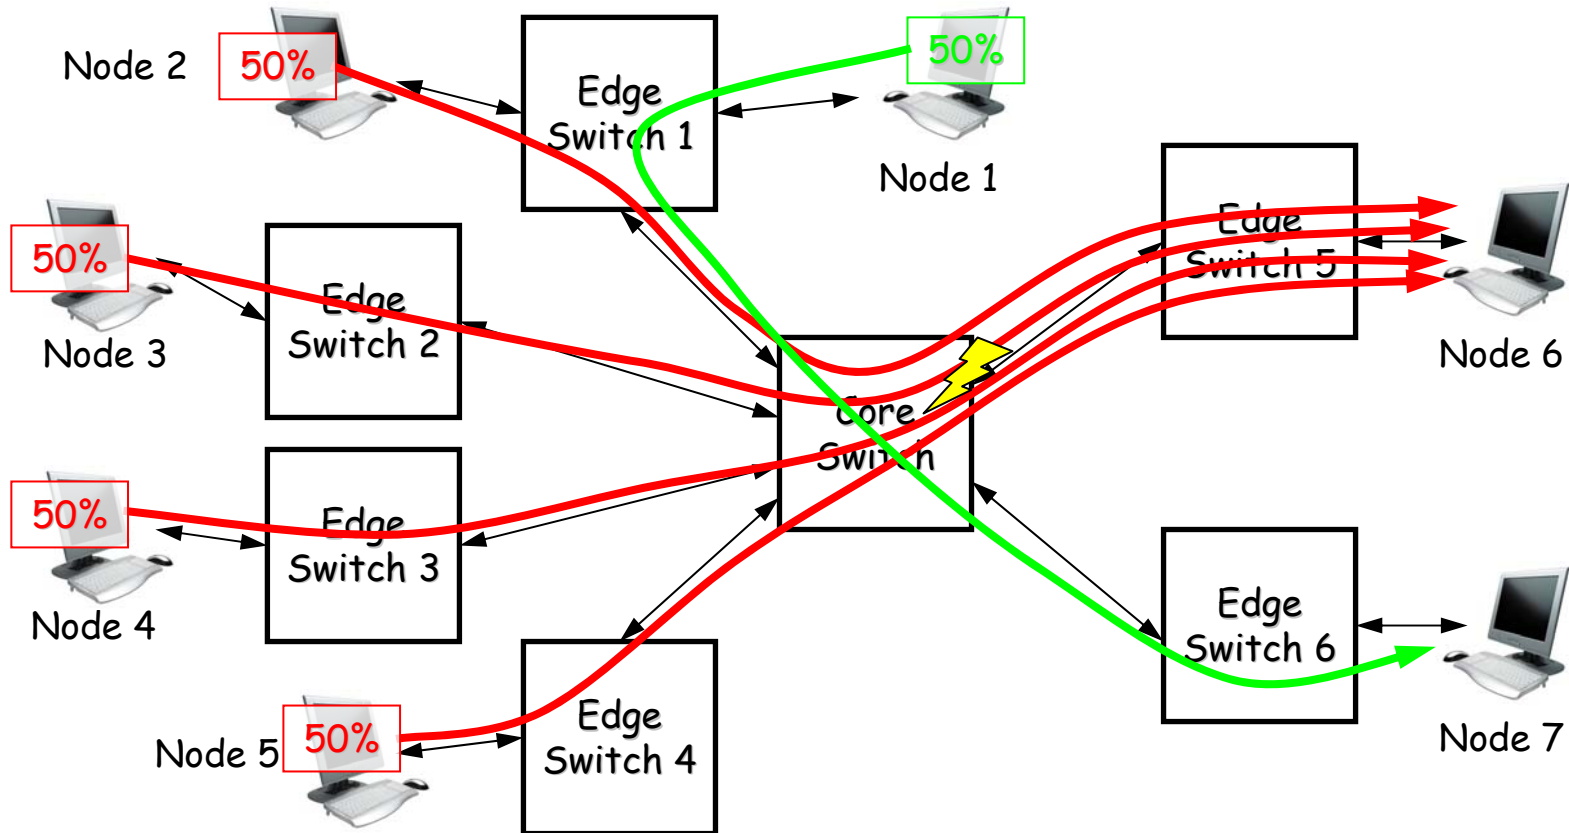 Node 2
50%
Edge
Switch 1
50%
Node 1
50%
Node 3
Edge
Switch 2
Edge
Switch 5
Node 6
Core
Switch
50%
Node 4
Edge
Switch 3
Edge
Switch 6
Node 7
Node 5
50%
Edge
Switch 4